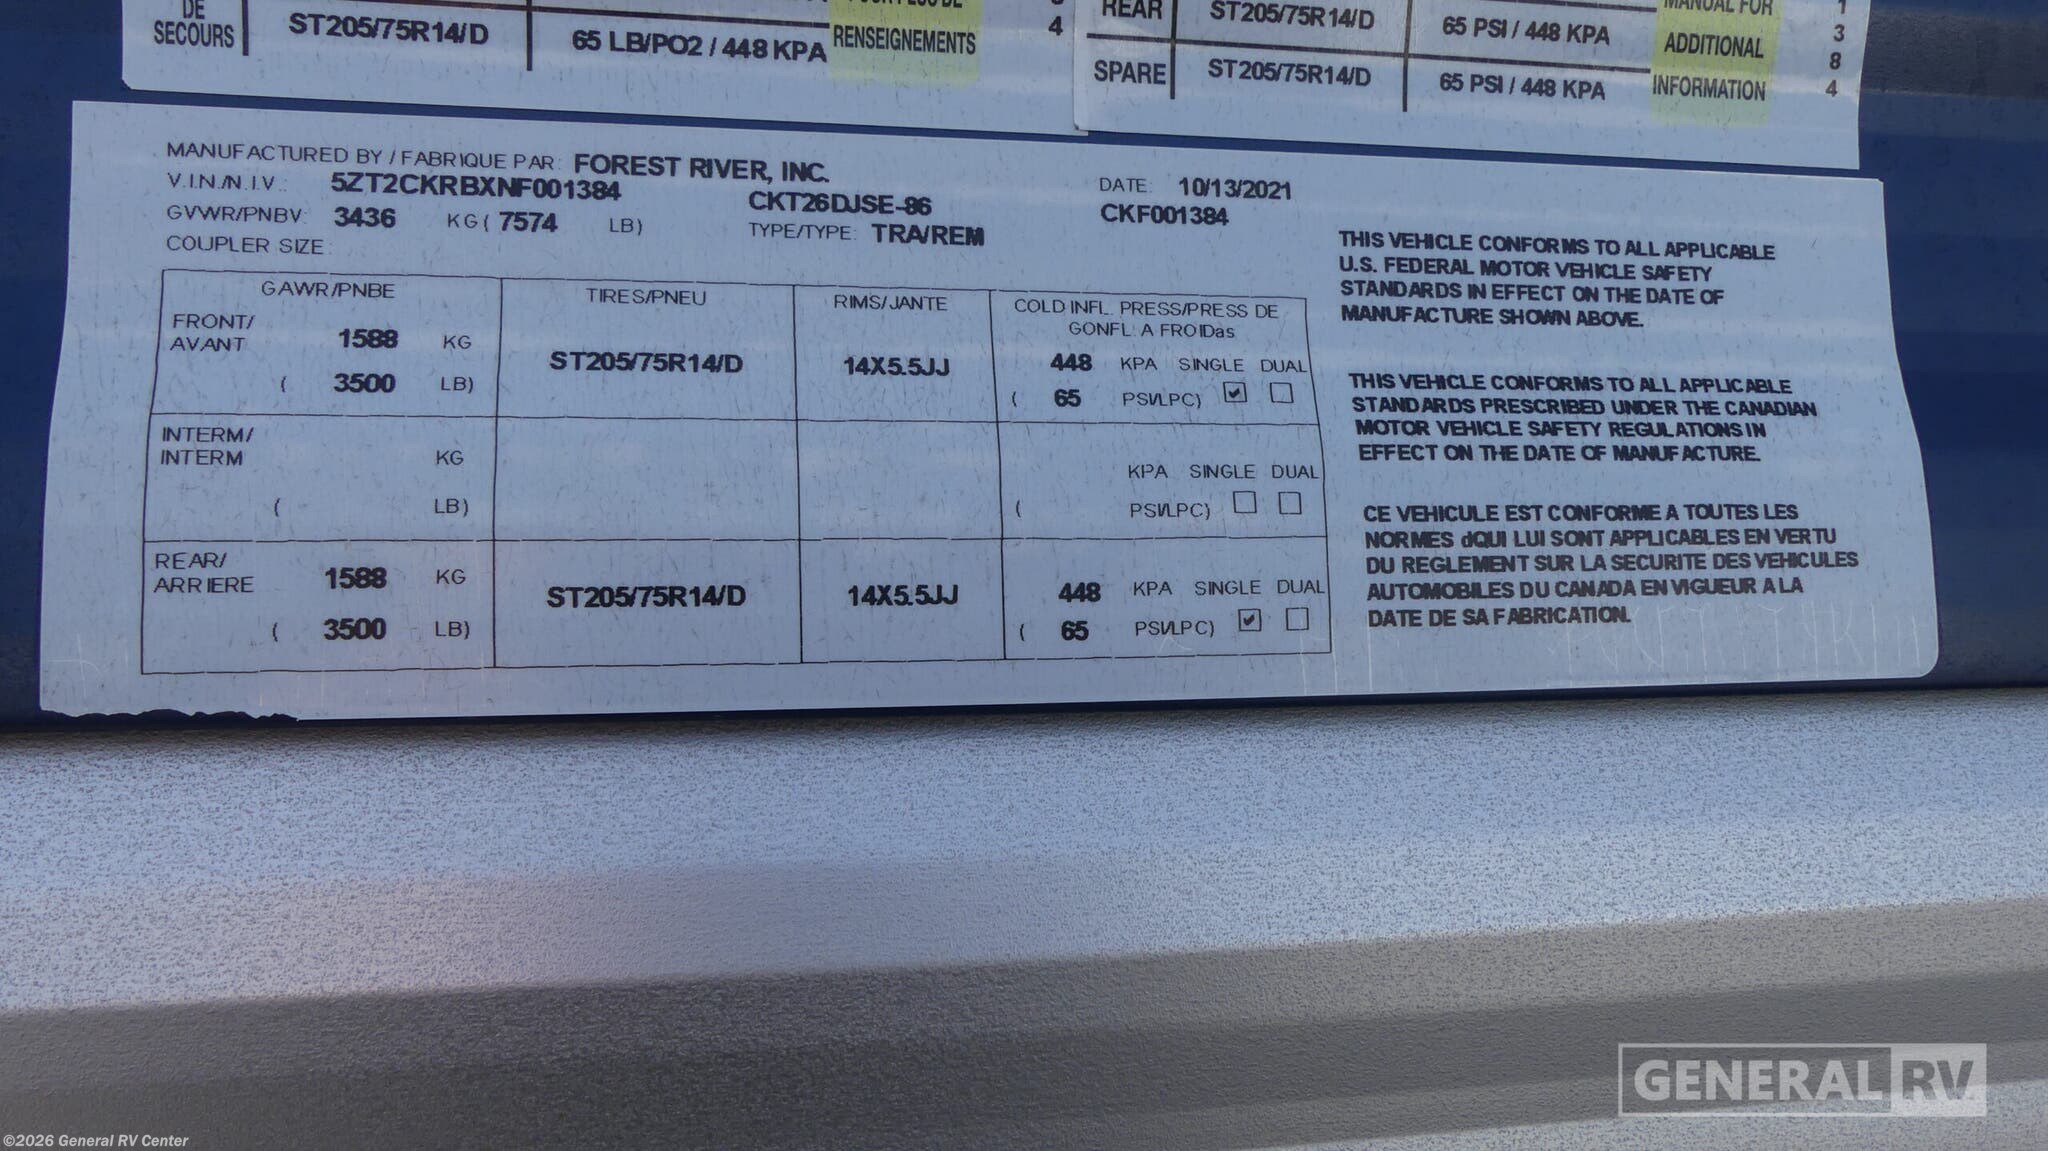 DE
SECOURS
ST205/75R14/D
65 LB/PO2 / 448 KPA
RENSEIGNEMENTS
4
REAR
ST205/75R14/D
65 PSI / 448 KPA
MANUAL FOR
ADDITIONAL
INFORMATION
1
3
8
4
SPARE
ST205/75R14/D
65 PSI / 448 KPA
MANUFACTURED BY / FABRIQUE PAR: FOREST RIVER, INC.
V.I.N./N.I.V.: 5ZT2CKRBXNF001384
CKT26DJSE-86
DATE: 10/13/2021
CKF001384
GVWR/PNBV: 3436 KG ( 7574 LB)
TYPE/TYPE: TRA/REM
COUPLER SIZE:
GAWR/PNBE TIRES/PNEU RIMS/JANTE COLD INFL. PRESS/PRESS DE
GONFL. A FROIDas
FRONT/
AVANT
1588 KG
( 3500 LB)
ST205/75R14/D
14X5.5JJ
448 KPA SINGLE DUAL
( 65 PSI/LPC)
INTERM/
INTERM
KG
( LB)
KPA SINGLE DUAL
( PSI/LPC)
REAR/
ARRIERE
1588 KG
( 3500 LB)
ST205/75R14/D
14X5.5JJ
448 KPA SINGLE DUAL
( 65 PSI/LPC)
THIS VEHICLE CONFORMS TO ALL APPLICABLE
U.S. FEDERAL MOTOR VEHICLE SAFETY
STANDARDS IN EFFECT ON THE DATE OF
MANUFACTURE SHOWN ABOVE.
THIS VEHICLE CONFORMS TO ALL APPLICABLE
STANDARDS PRESCRIBED UNDER THE CANADIAN
MOTOR VEHICLE SAFETY REGULATIONS IN
EFFECT ON THE DATE OF MANUFACTURE.
CE VEHICULE EST CONFORME A TOUTES LES
NORMES dQUI LUI SONT APPLICABLES EN VERTU
DU REGLEMENT SUR LA SECURITE DES VEHICULES
AUTOMOBILES DU CANADA EN VIGUEUR A LA
DATE DE SA FABRICATION.
GENERAL RV
©2026 General RV Center